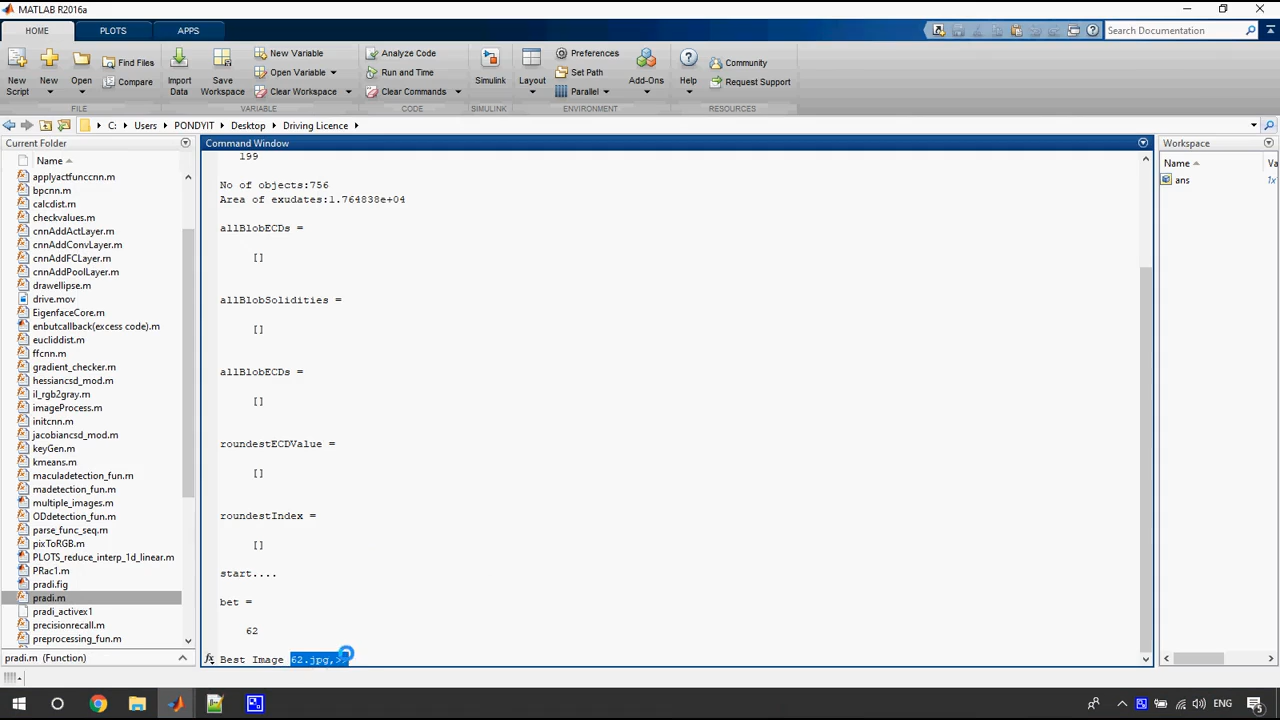 MATLAB R2016a
HOME PLOTS APPS
Search Documentation
New Script
New
Open
Find Files
Compare
FILE
Import Data
Save Workspace
New Variable
Open Variable
Clear Workspace
VARIABLE
Analyze Code
Run and Time
Clear Commands
CODE
Simulink
SIMULINK
Layout
Preferences
Set Path
Parallel
ENVIRONMENT
Add-Ons
Help
Community
Request Support
RESOURCES
C: Users PONDYIT Desktop Driving Licence
Current Folder
Name
applyactfunccnn.m
bpcnn.m
calcdist.m
checkvalues.m
cnnAddActLayer.m
cnnAddConvLayer.m
cnnAddFCLayer.m
cnnAddPoolLayer.m
drawellipse.m
drive.mov
EigenfaceCore.m
enbutcallback(excess code).m
eucliddist.m
ffcnn.m
gradient_checker.m
hessiancsd_mod.m
il_rgb2gray.m
imageProcess.m
initcnn.m
jacobiancsd_mod.m
keyGen.m
kmeans.m
maculadetection_fun.m
madetection_fun.m
multiple_images.m
ODdetection_fun.m
parse_func_seq.m
pixToRGB.m
PLOTS_reduce_interp_1d_linear.m
PRac1.m
pradi.fig
pradi.m
pradi_activex1
precisionrecall.m
preprocessing_fun.m
pradi.m
Command Window
199
No of objects:756
Area of exudates:1.764838e+04
allBlobECDs =
[]
allBlobSolidities =
[]
allBlobECDs =
[]
roundestECDValue =
[]
roundestIndex =
[]
start....
bet =
62
fx Best Image 62.jpg,>>
Workspace
Name Va
ans 1x
ENG
5